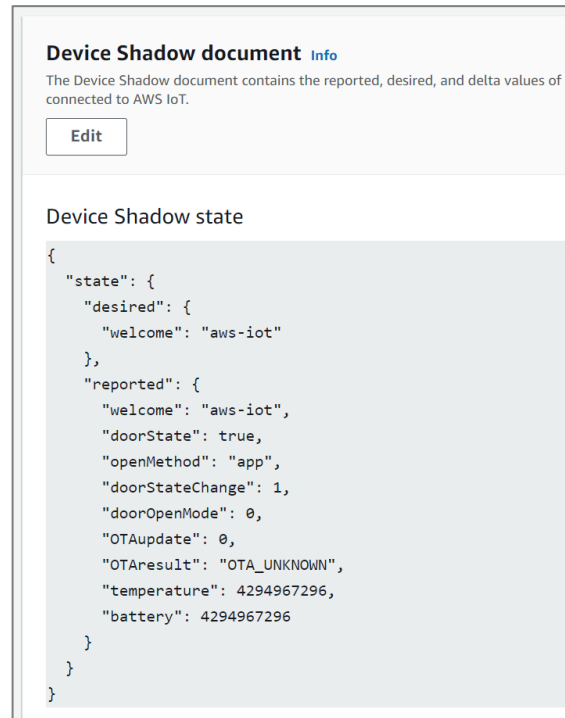 Device Shadow document Info
The Device Shadow document contains the reported, desired, and delta values of
connected to AWS IoT.
Edit
Device Shadow state
{
  "state": {
    "desired": {
      "welcome": "aws-iot"
    },
    "reported": {
      "welcome": "aws-iot",
      "doorState": true,
      "openMethod": "app",
      "doorStateChange": 1,
      "doorOpenMode": 0,
      "OTAupdate": 0,
      "OTAresult": "OTA_UNKNOWN",
      "temperature": 4294967296,
      "battery": 4294967296
    }
  }
}